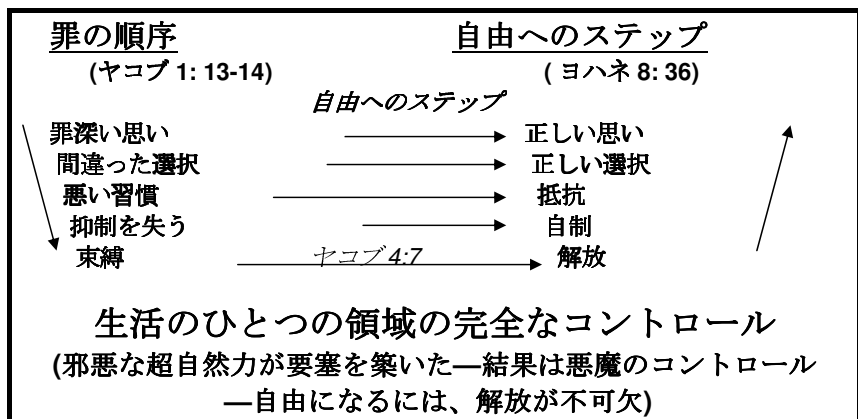 罪の順序 自由へのステップ
(ヤコブ 1: 13-14) ( ヨハネ 8: 36)
自由へのステップ
罪深い思い 正しい思い
間違った選択 正しい選択
悪い習慣 抵抗
抑制を失う 自制
束縛 ヤコブ 4:7 解放
生活のひとつの領域の完全なコントロール
(邪悪な超自然力が要塞を築いた—結果は悪魔のコントロール
—自由になるには、解放が不可欠)